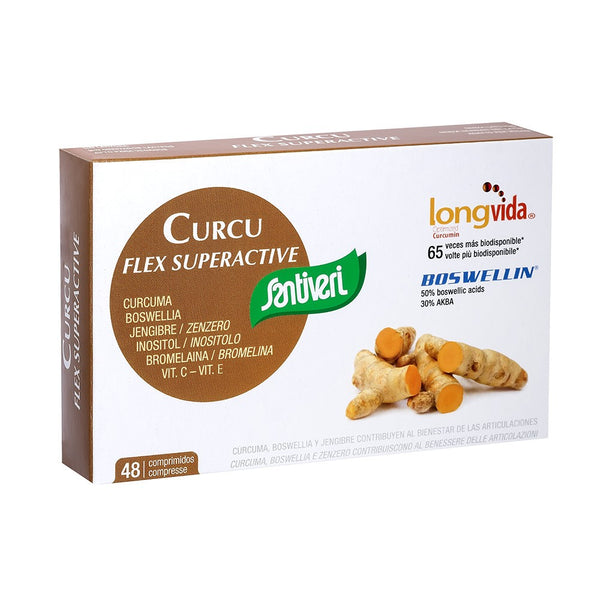 CURCU
FLEX SUPERACTIVE
CURCU
FLEX SUPERACTIVE
Santiveri
CURCUMA
BOSWELLIA
JENGIBRE / ZENZERO
INOSITOL / INOSITOLO
BROMELAINA / BROMELINA
VIT. C – VIT. E
48 comprimidos
compresse
longvida®
Optimized
Curcumin
65 veces más biodisponible*
volte più biodisponibile*
BOSWELLIN®
50% boswellic acids
30% AKBA
CÚRCUMA, BOSWELLIA Y JENGIBRE CONTRIBUYEN AL BIENESTAR DE LAS ARTICULACIONES
CURCUMA, BOSWELLIA E ZENZERO CONTRIBUISCONO AL BENESSERE DELLE ARTICOLAZIONI
CURCU
FLEX SUPERACTIVE